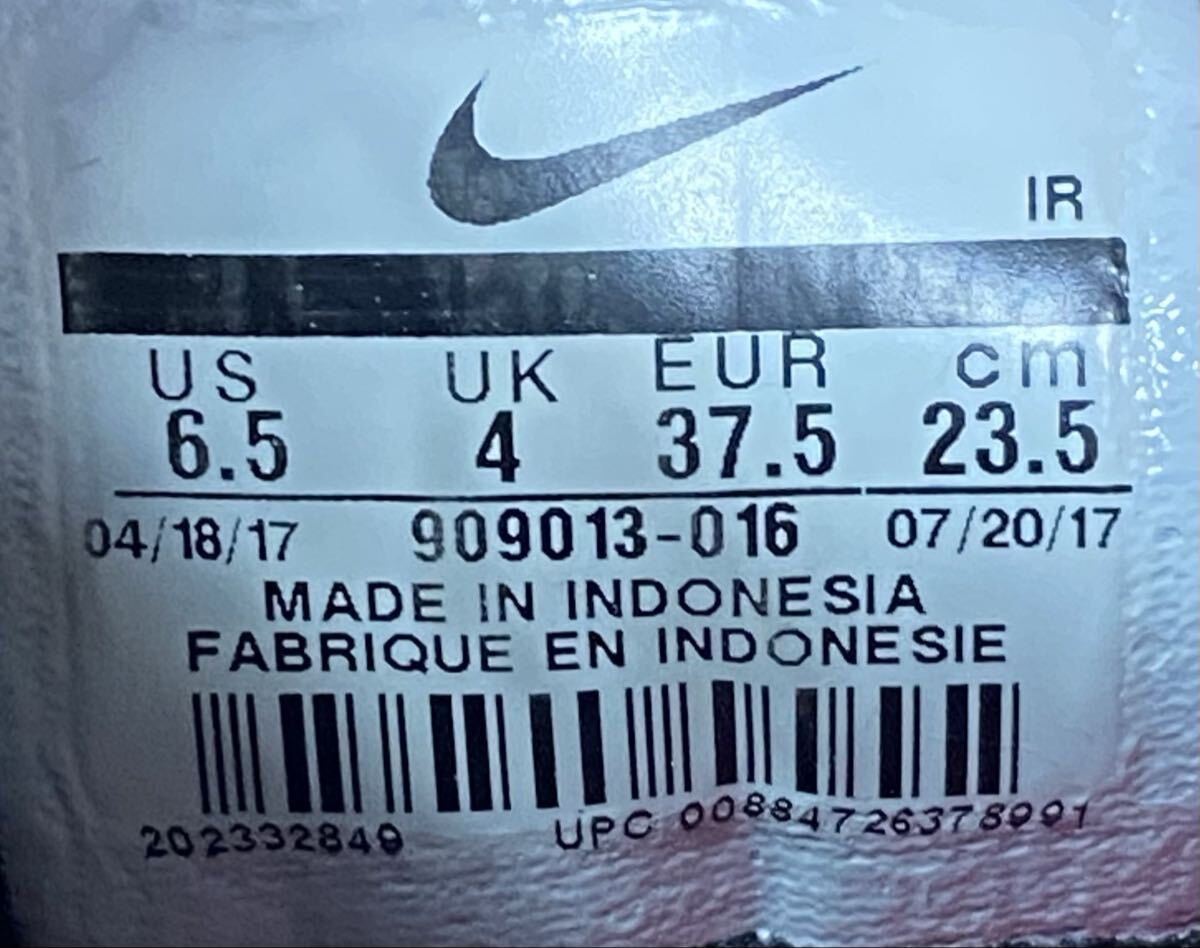 IR
US UK EUR cm
6.5 4 37.5 23.5
04/18/17 909013-016 07/20/17
MADE IN INDONESIA
FABRIQUE EN INDONESIE
202332849
UPC 00884726378991